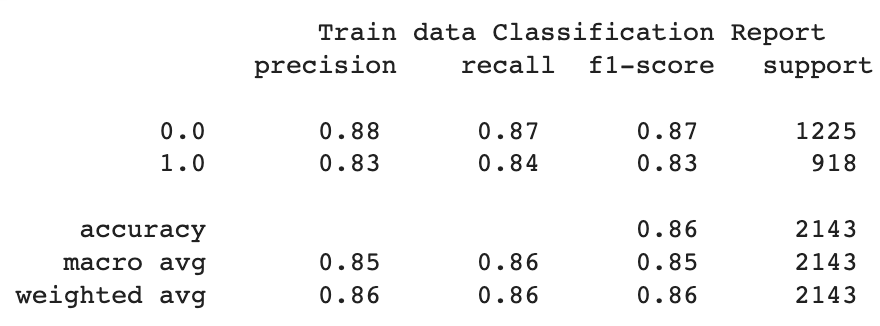 Train data Classification Report
precision recall f1-score support
0.0 0.88 0.87 0.87 1225
1.0 0.83 0.84 0.83 918
accuracy 0.86 2143
macro avg 0.85 0.86 0.85 2143
weighted avg 0.86 0.86 0.86 2143